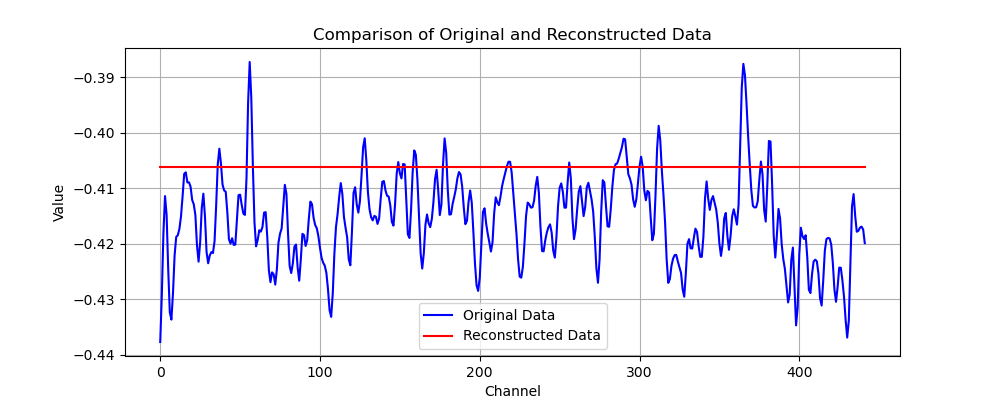 Comparison of Original and Reconstructed Data
Value
−0.39
−0.40
−0.41
−0.42
−0.43
−0.44
Original Data
Reconstructed Data
0 100 200 300 400
Channel